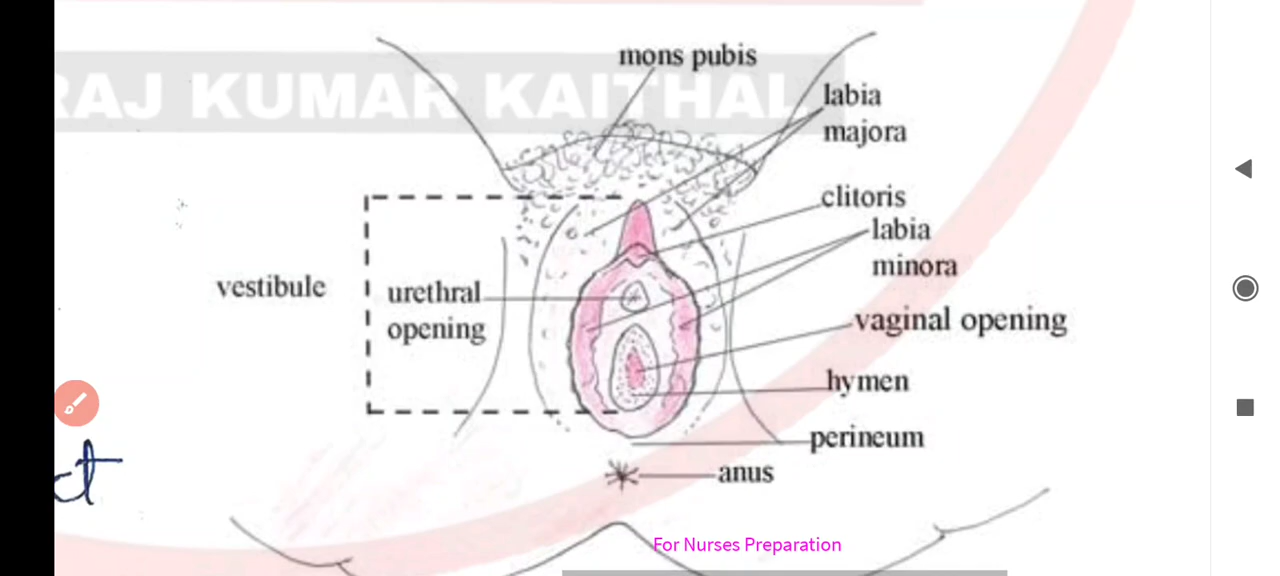 mons pubis
RAJ KUMAR KAITHAL
labia
majora
clitoris
labia
minora
vestibule
urethral
opening
vaginal opening
hymen
perineum
ct
anus
For Nurses Preparation